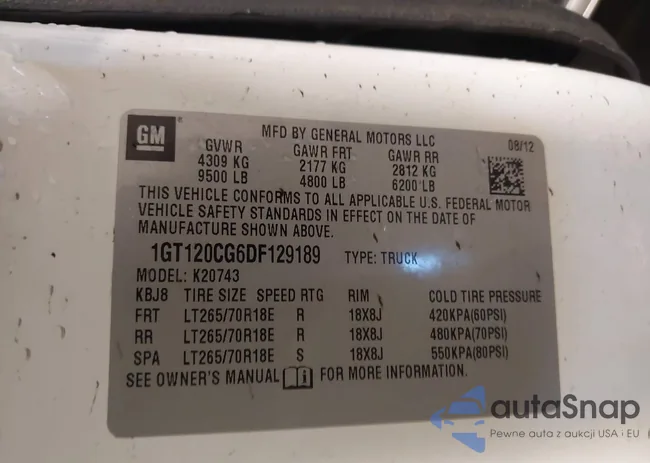 GM
MFD BY GENERAL MOTORS LLC
08/12
GVWR GAWR FRT GAWR RR
4309 KG 2177 KG 2812 KG
9500 LB 4800 LB 6200 LB
THIS VEHICLE CONFORMS TO ALL APPLICABLE U.S. FEDERAL MOTOR
VEHICLE SAFETY STANDARDS IN EFFECT ON THE DATE OF
MANUFACTURE SHOWN ABOVE.
1GT120CG6DF129189 TYPE: TRUCK
MODEL: K20743
KBJ8 TIRE SIZE SPEED RTG RIM COLD TIRE PRESSURE
FRT LT265/70R18E R 18X8J 420KPA(60PSI)
RR LT265/70R18E R 18X8J 480KPA(70PSI)
SPA LT265/70R18E S 18X8J 550KPA(80PSI)
SEE OWNER'S MANUAL FOR MORE INFORMATION.
autaSnap
Pewne auta z aukcji USA i EU